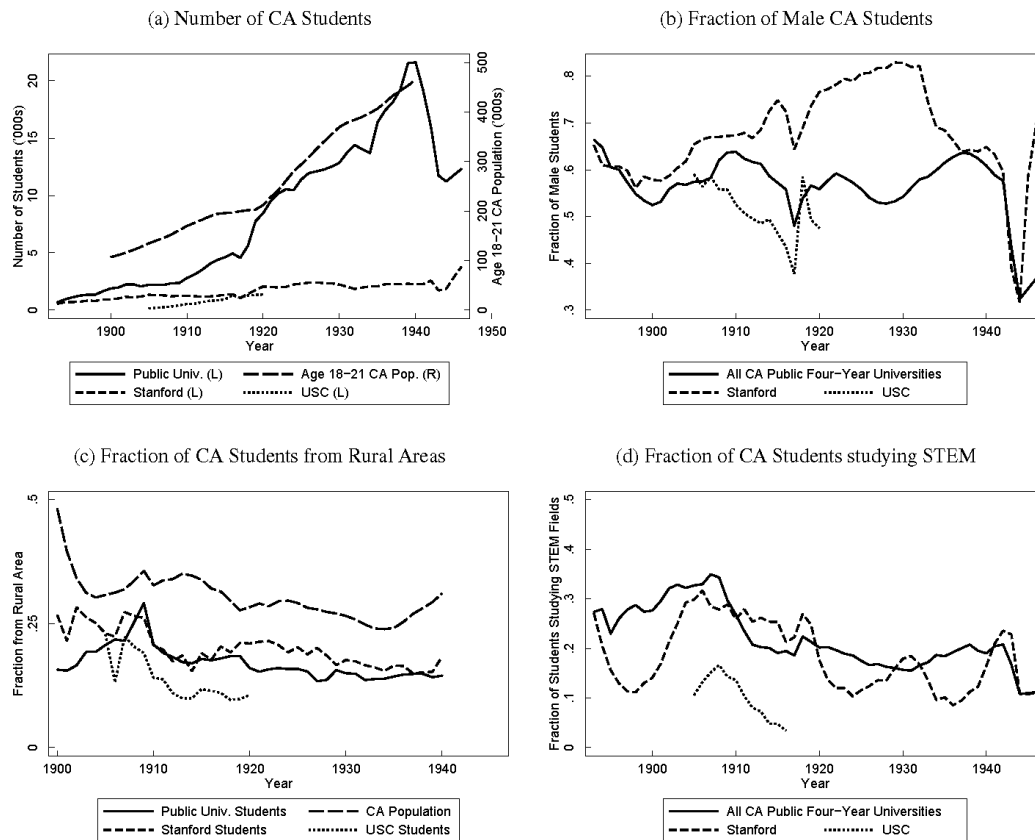 (a) Number of CA Students
Number of Students ('000s)
0 5 10 15 20
Age 18−21 CA Population ('000s)
0 100 200 300 400 500
1900 1910 1920 1930 1940 1950
Year
Public Univ. (L) Age 18−21 CA Pop. (R)
Stanford (L) USC (L)
(b) Fraction of Male CA Students
Fraction of Male Students
.3 .4 .5 .6 .7 .8
1900 1910 1920 1930 1940
Year
All CA Public Four−Year Universities
Stanford USC
(c) Fraction of CA Students from Rural Areas
Fraction from Rural Area
0 .25 .5
1900 1910 1920 1930 1940
Year
Public Univ. Students CA Population
Stanford Students USC Students
(d) Fraction of CA Students studying STEM
Fraction of Students Studying STEM Fields
0 .1 .2 .3 .4 .5
1900 1910 1920 1930 1940
Year
All CA Public Four−Year Universities
Stanford USC